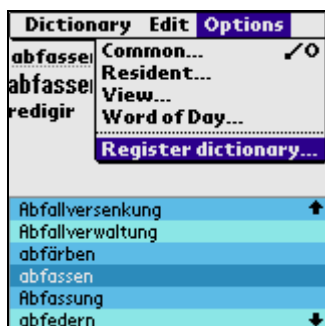 Dictionary Edit Options
abfassen
Common... /O
Resident...
abfassen
View...
redigir
Word of Day...
Register dictionary...
Abfallversenkung
Abfallverwaltung
abfärben
abfassen
Abfassung
abfedern